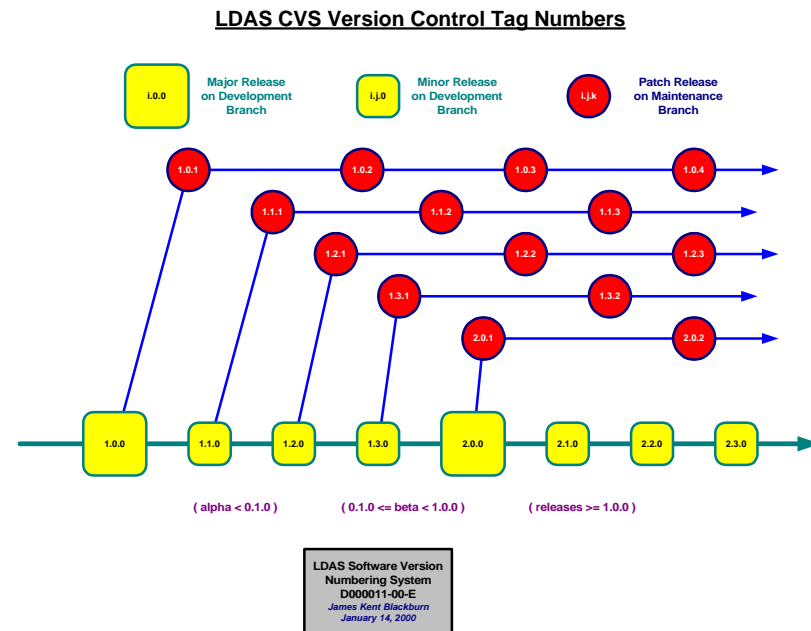 LDAS CVS Version Control Tag Numbers
i.0.0
Major Release
on Development
Branch
i.j.0
Minor Release
on Development
Branch
i.j.k
Patch Release
on Maintenance
Branch
1.0.1
1.0.2
1.0.3
1.0.4
1.1.1
1.1.2
1.1.3
1.2.1
1.2.2
1.2.3
1.3.1
1.3.2
2.0.1
2.0.2
1.0.0
1.1.0
1.2.0
1.3.0
2.0.0
2.1.0
2.2.0
2.3.0
( alpha < 0.1.0 )
( 0.1.0 <= beta < 1.0.0 )
( releases >= 1.0.0 )
LDAS Software Version
Numbering System
D000011-00-E
James Kent Blackburn
January 14, 2000